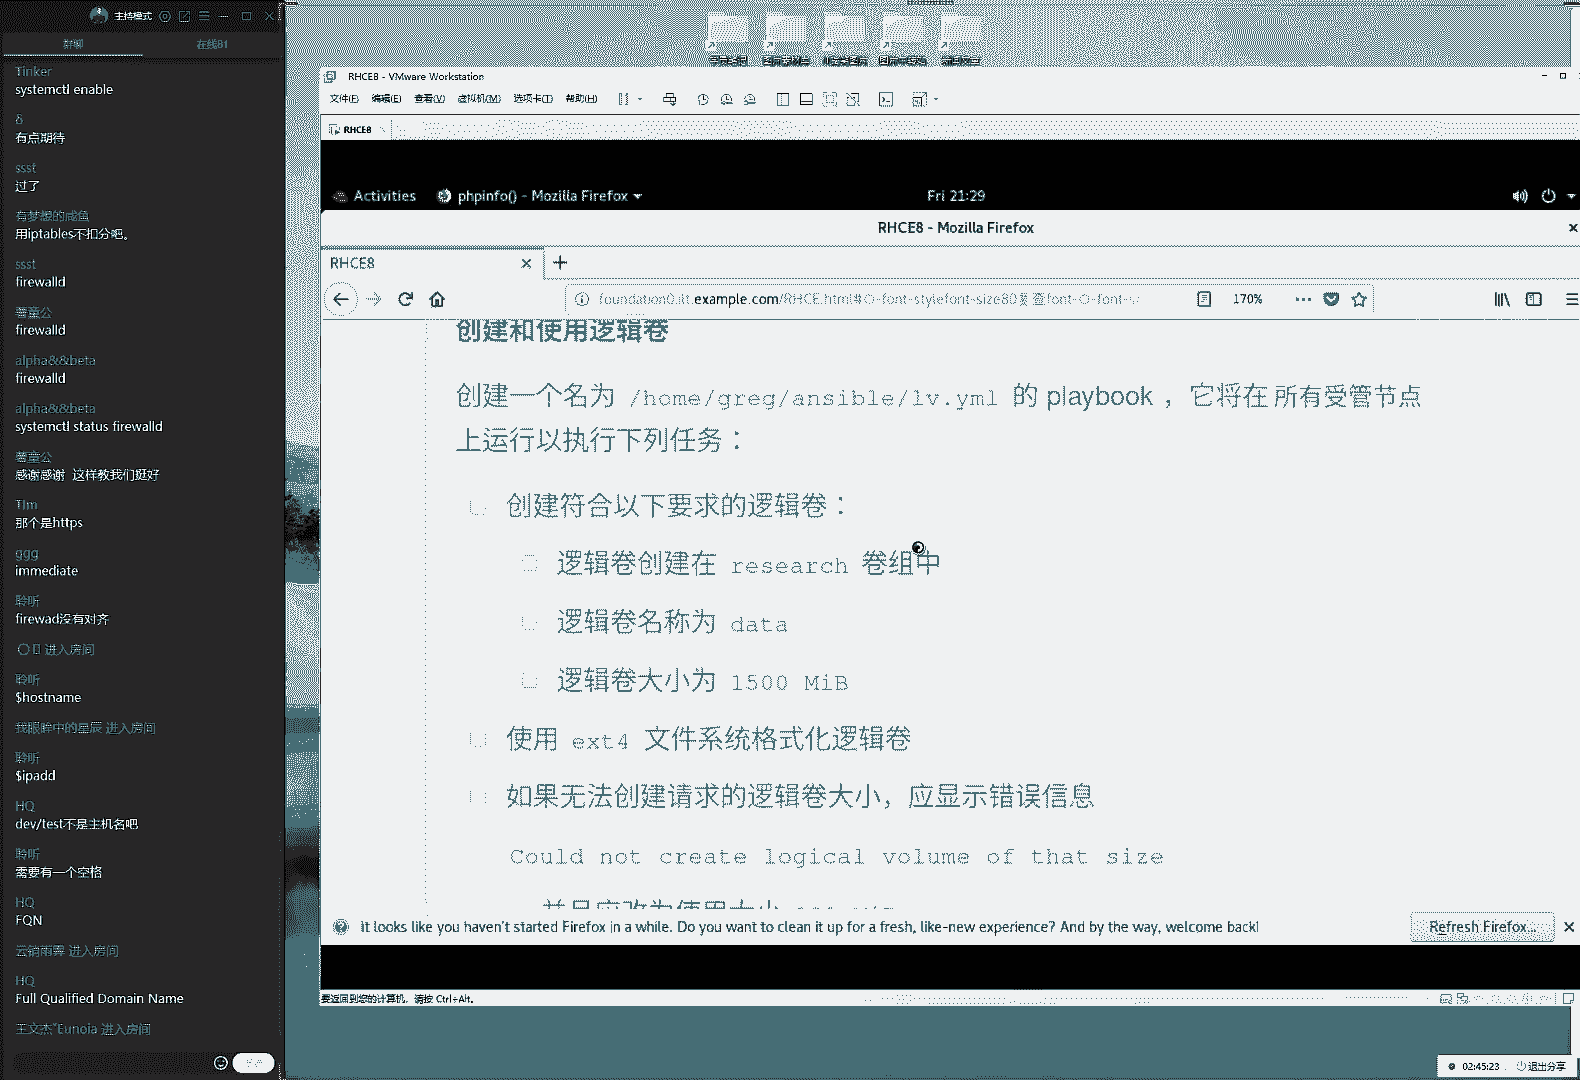 主持模式
群聊
在线81
Tinker
systemctl enable
δ
有点期待
ssst
过了
有梦想的咸鱼
用iptables不扣分吧。
ssst
firewalld
薯童公
firewalld
alpha&&beta
firewalld
alpha&&beta
systemctl status firewalld
薯童公
感谢感谢 这样教我们挺好
Tim
那个是https
ggg
immediate
聆听
firewad没有对齐
进入房间
聆听
$hostname
我眼眸中的星辰 进入房间
聆听
$ipadd
HQ
dev/test不是主机名吧
聆听
需要有一个空格
HQ
FQN
云销雨霁 进入房间
HQ
Full Qualified Domain Name
王文杰"Eunoia 进入房间
RHCE8 - VMware Workstation
文件(F) 编辑(E) 查看(V) 虚拟机(M) 选项卡(T) 帮助(H)
RHCE8
Activities phpinfo() - Mozilla Firefox Fri 21:29
RHCE8 - Mozilla Firefox
RHCE8
foundation0.ilt.example.com/RHCE.html#
170%
创建和使用逻辑卷
创建一个名为 /home/greg/ansible/lv.yml 的 playbook ，它将在 所有受管节点
上运行以执行下列任务：
创建符合以下要求的逻辑卷：
逻辑卷创建在 research 卷组中
逻辑卷名称为 data
逻辑卷大小为 1500 MiB
使用 ext4 文件系统格式化逻辑卷
如果无法创建请求的逻辑卷大小，应显示错误信息
Could not create logical volume of that size
It looks like you haven't started Firefox in a while. Do you want to clean it up for a fresh, like-new experience? And by the way, welcome back!
Refresh Firefox...
要返回到您的计算机，请按 Ctrl+Alt。
02:45:23
退出分享